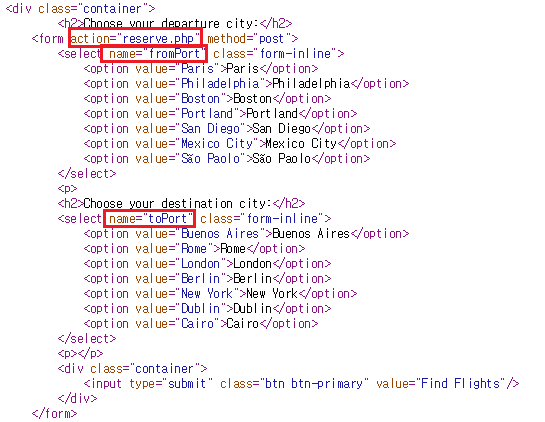 <div class="container">
<h2>Choose your departure city:</h2>
<form action="reserve.php" method="post">
<select name="fromPort" class="form-inline">
<option value="Paris">Paris</option>
<option value="Philadelphia">Philadelphia</option>
<option value="Boston">Boston</option>
<option value="Portland">Portland</option>
<option value="San Diego">San Diego</option>
<option value="Mexico City">Mexico City</option>
<option value="São Paolo">São Paolo</option>
</select>
<p>
<h2>Choose your destination city:</h2>
<select name="toPort" class="form-inline">
<option value="Buenos Aires">Buenos Aires</option>
<option value="Rome">Rome</option>
<option value="London">London</option>
<option value="Berlin">Berlin</option>
<option value="New York">New York</option>
<option value="Dublin">Dublin</option>
<option value="Cairo">Cairo</option>
</select>
<p></p>
<div class="container">
<input type="submit" class="btn btn-primary" value="Find Flights"/>
</div>
</form>